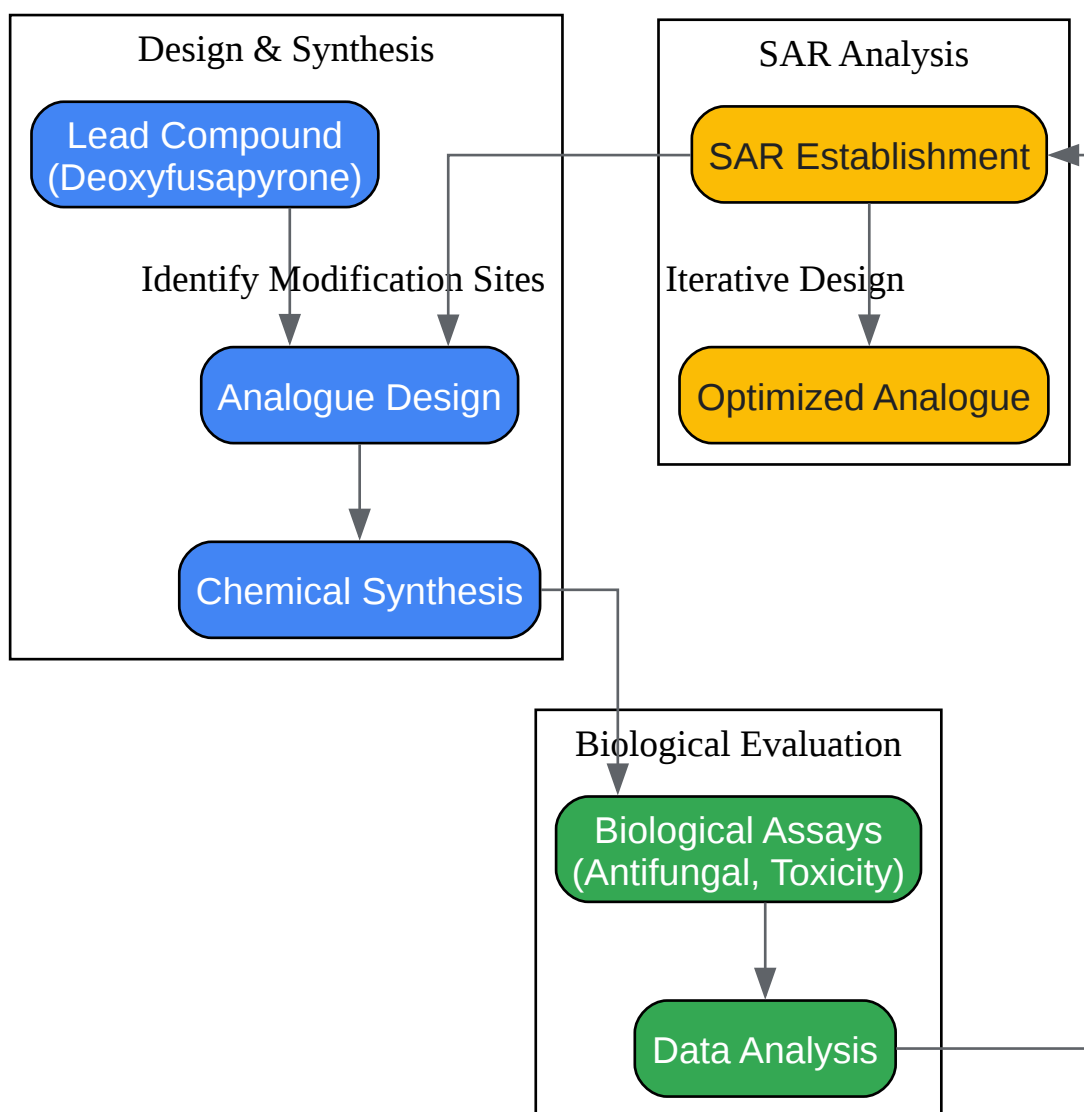 Design & Synthesis
Lead Compound
(Deoxyfusapyrone)
Identify Modification Sites
Analogue Design
Chemical Synthesis
SAR Analysis
SAR Establishment
Iterative Design
Optimized Analogue
Biological Evaluation
Biological Assays
(Antifungal, Toxicity)
Data Analysis